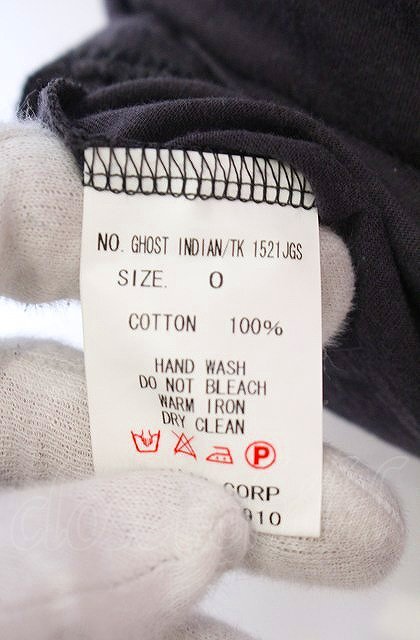 NO. GHOST INDIAN/TK 1521JGS
SIZE. 0
COTTON 100%
HAND WASH
DO NOT BLEACH
WARM IRON
DRY CLEAN
P
CORP
910